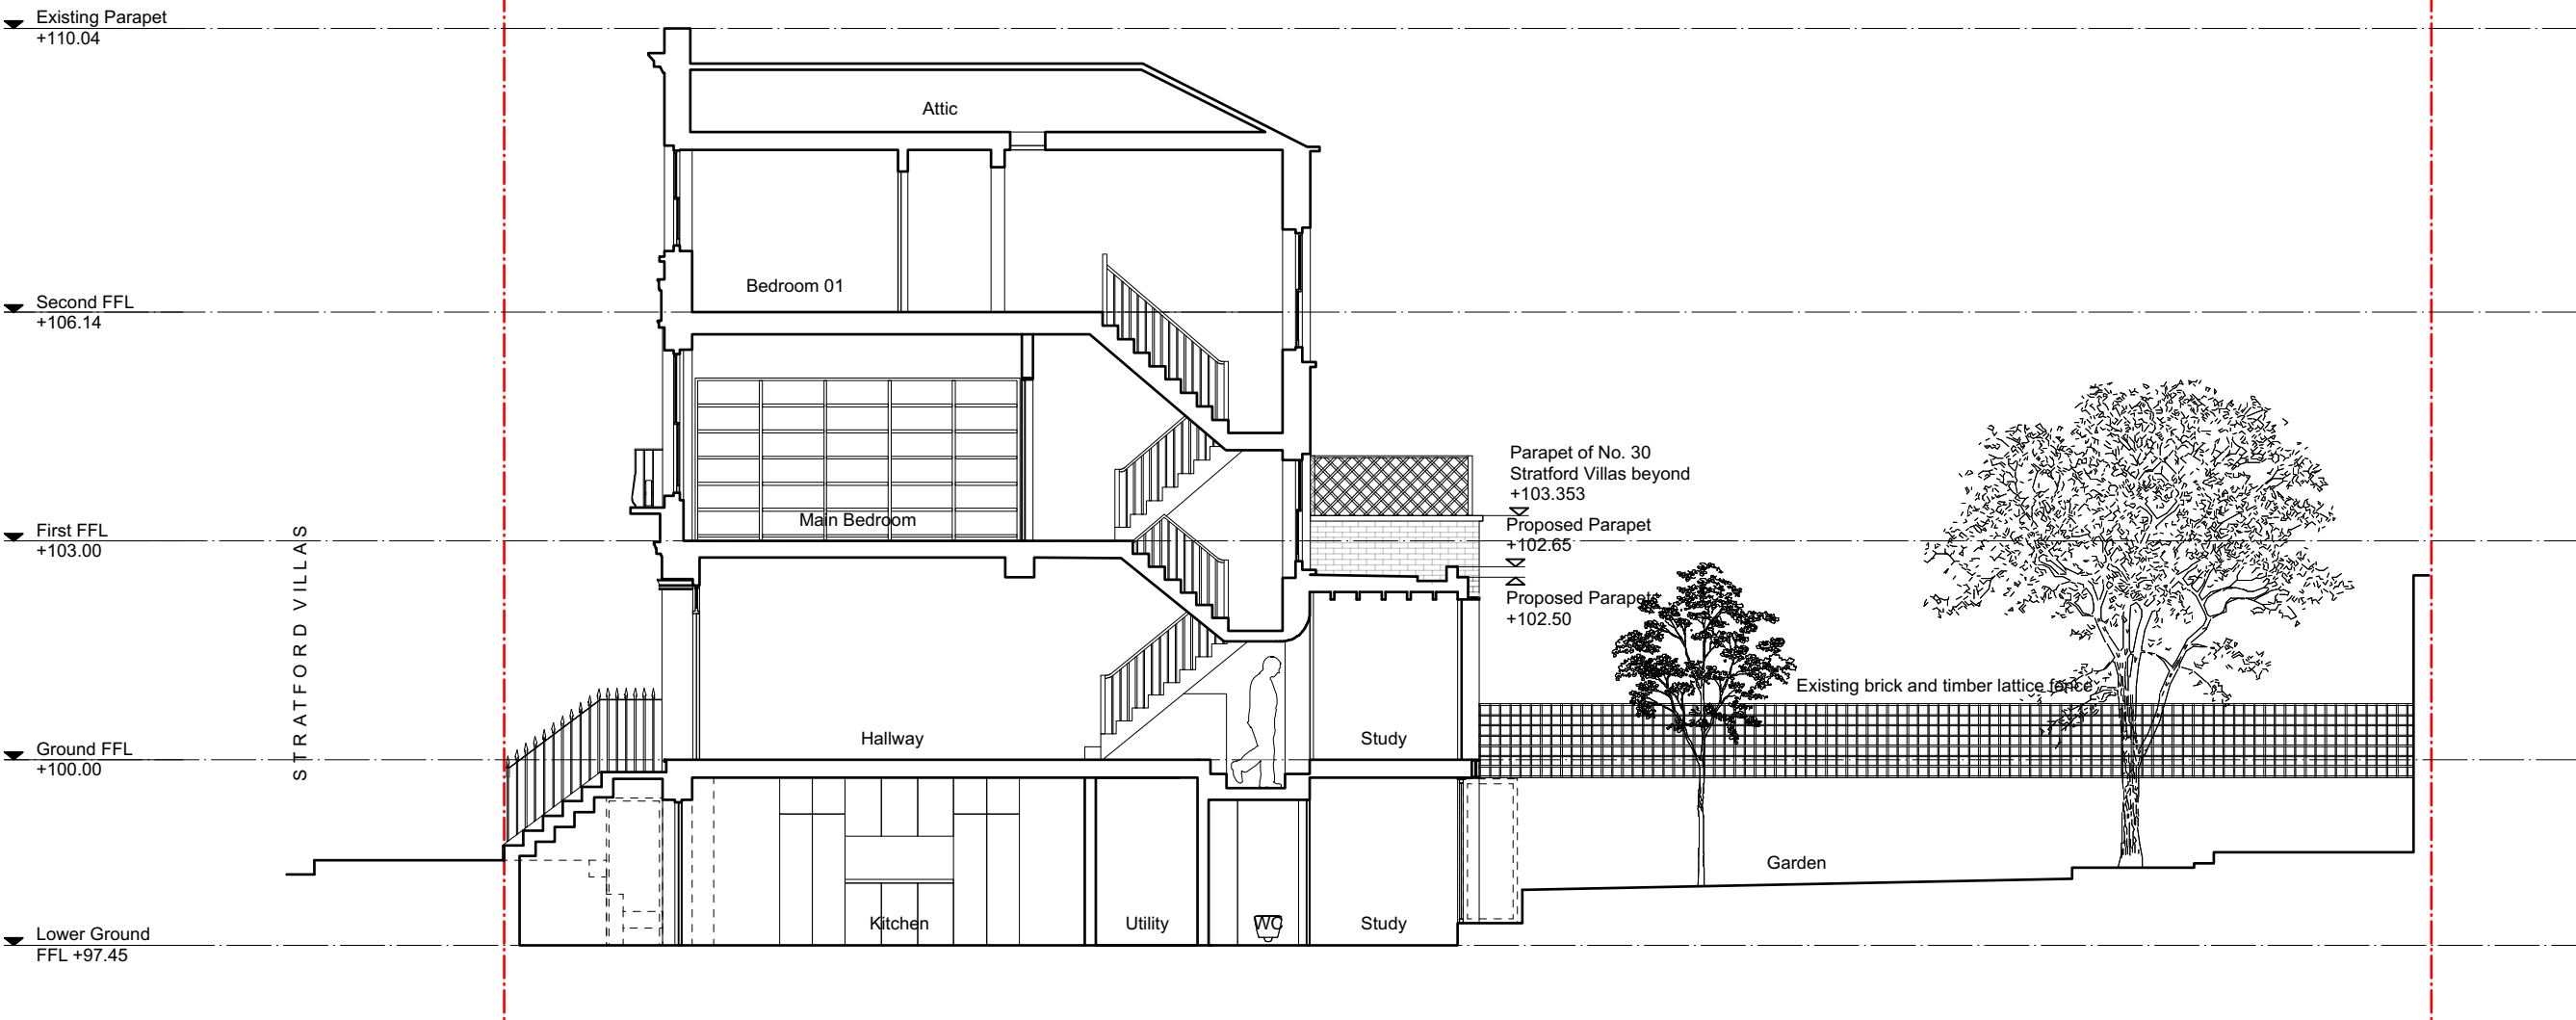 Existing Parapet
+110.04
Attic
Bedroom 01
Second FFL
+106.14
Parapet of No. 30
Stratford Villas beyond
+103.353
Main Bedroom
Proposed Parapet
+102.65
First FFL
+103.00
STRATFORD VILLAS
Proposed Parapet
+102.50
Existing brick and timber lattice fence
Hallway
Study
Ground FFL
+100.00
Garden
Kitchen
Utility
WC
Study
Lower Ground
FFL +97.45